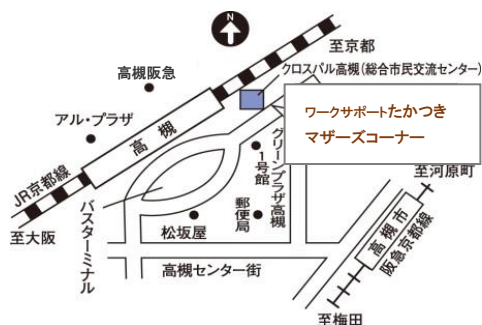 N
至京都
高槻阪急
クロスパル高槻(総合市民交流センター)
ワークサポートたかつき
マザーズコーナー
アル・プラザ
高槻
JR京都線
至大阪
バスターミナル
グリーンプラザ高槻
1号館
郵便局
松坂屋
高槻センター街
至河原町
高槻市
阪急京都線
至梅田